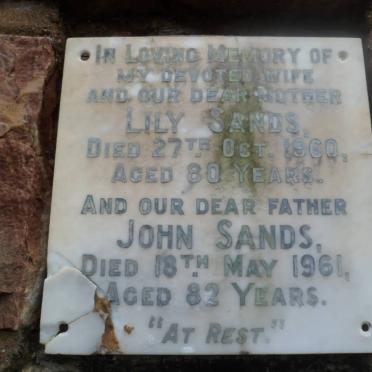 IN LOVING MEMORY OF
MY DEVOTED WIFE
AND OUR DEAR MOTHER
LILY SANDS,
DIED 27TH OCT. 1960,
AGED 80 YEARS.
AND OUR DEAR FATHER
JOHN SANDS,
DIED 18TH MAY 1961,
AGED 82 YEARS.
"AT REST."